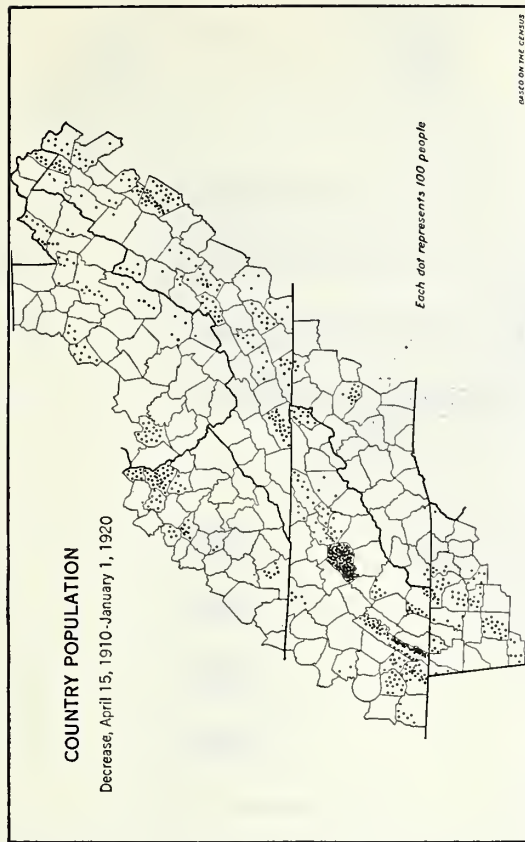 COUNTRY POPULATION
Decrease, April 15, 1910-January 1, 1920
Each dot represents 100 people
BASED ON THE CENSUS